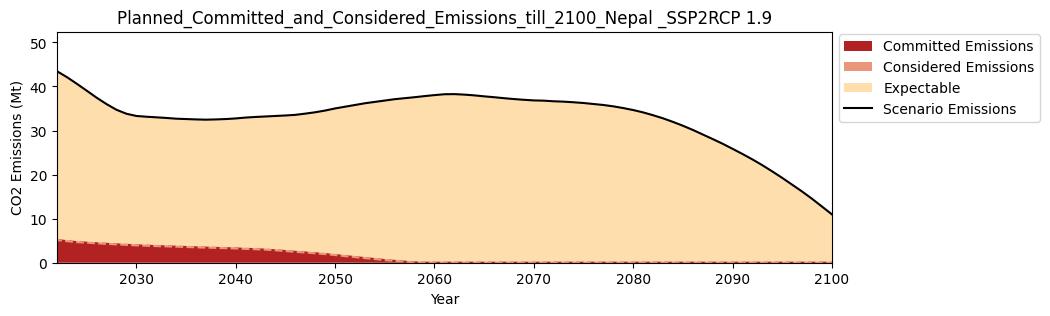 Planned_Committed_and_Considered_Emissions_till_2100_Nepal _SSP2RCP 1.9
CO2 Emissions (Mt)
50
40
30
20
10
0
2030 2040 2050 2060 2070 2080 2090 2100
Year
Committed Emissions
Considered Emissions
Expectable
Scenario Emissions